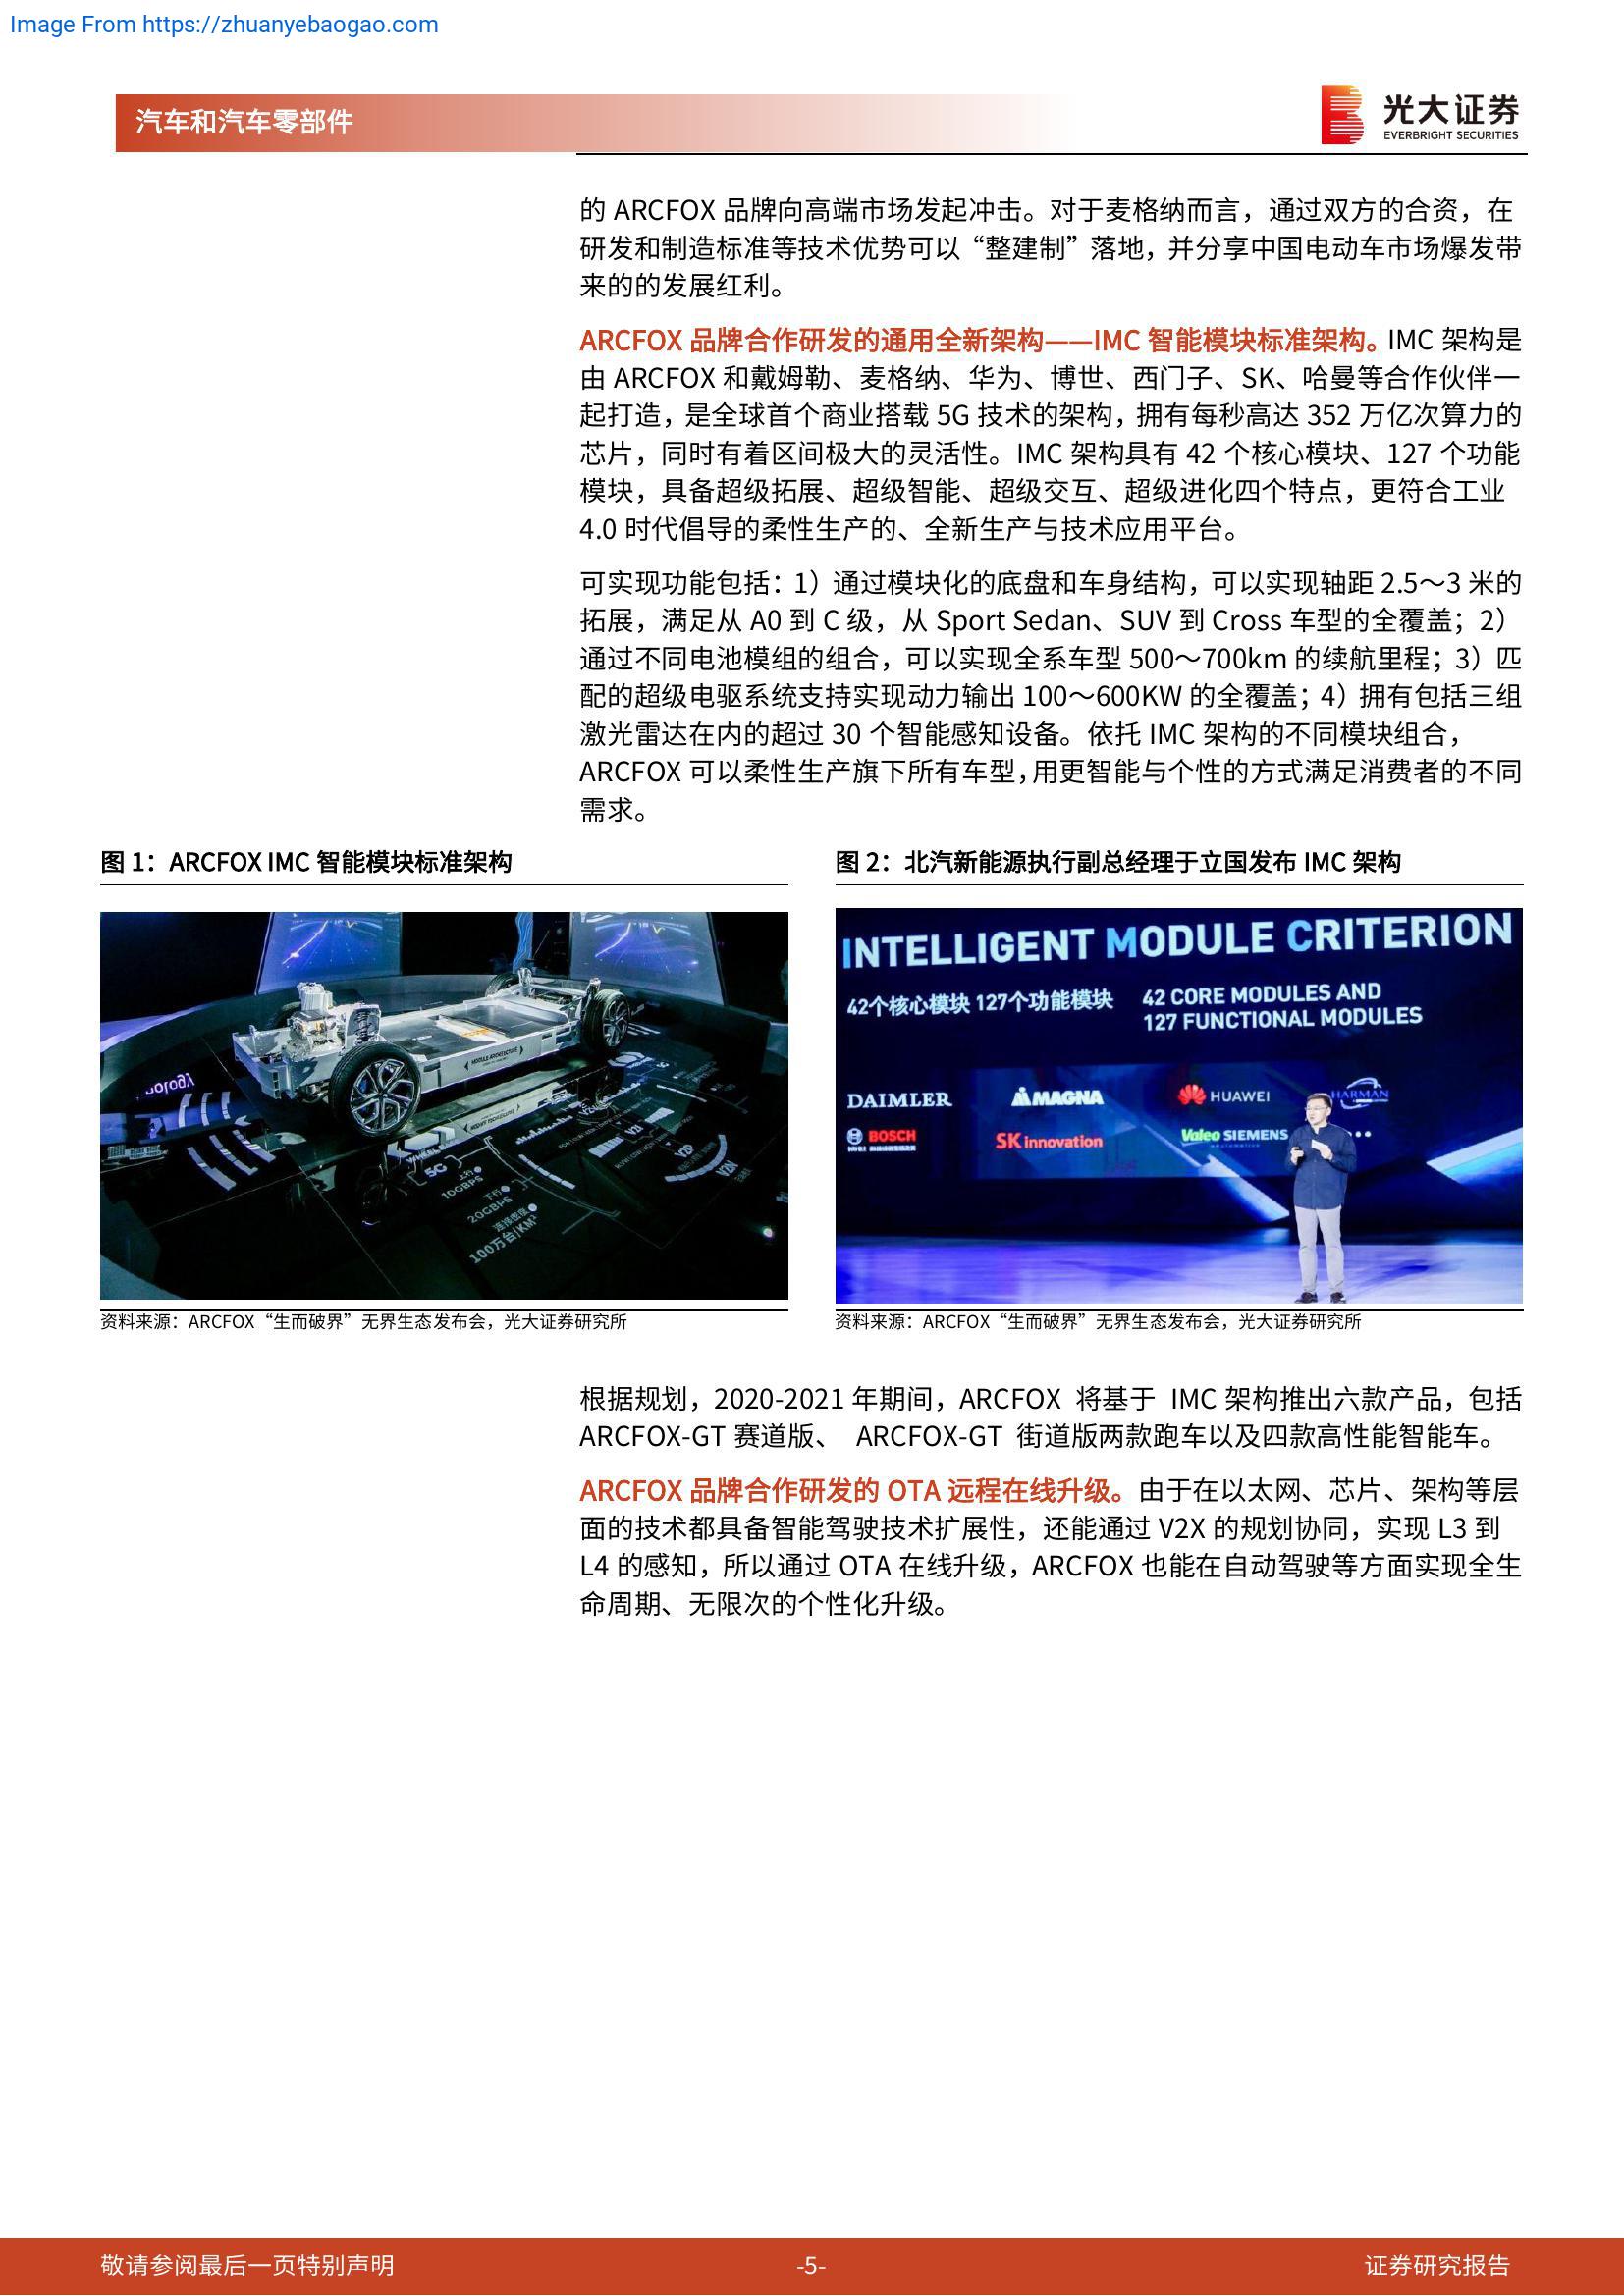 Image From https://zhuanyebaogao.com
汽车和汽车零部件
光大证券
EVERBRIGHT SECURITIES
的 ARCFOX 品牌向高端市场发起冲击。对于麦格纳而言，通过双方的合资，在
研发和制造标准等技术优势可以“整建制”落地，并分享中国电动车市场爆发带
来的的发展红利。
ARCFOX 品牌合作研发的通用全新架构——IMC 智能模块标准架构。IMC 架构是
由 ARCFOX 和戴姆勒、麦格纳、华为、博世、西门子、SK、哈曼等合作伙伴一
起打造，是全球首个商业搭载 5G 技术的架构，拥有每秒高达 352 万亿次算力的
芯片，同时有着区间极大的灵活性。IMC 架构具有 42 个核心模块、127 个功能
模块，具备超级拓展、超级智能、超级交互、超级进化四个特点，更符合工业
4.0 时代倡导的柔性生产的、全新生产与技术应用平台。
可实现功能包括：1）通过模块化的底盘和车身结构，可以实现轴距 2.5～3 米的
拓展，满足从 A0 到 C 级，从 Sport Sedan、SUV 到 Cross 车型的全覆盖；2）
通过不同电池模组的组合，可以实现全系车型 500～700km 的续航里程；3）匹
配的超级电驱系统支持实现动力输出 100～600KW 的全覆盖；4）拥有包括三组
激光雷达在内的超过 30 个智能感知设备。依托 IMC 架构的不同模块组合，
ARCFOX 可以柔性生产旗下所有车型，用更智能与个性的方式满足消费者的不同
需求。
图 1：ARCFOX IMC 智能模块标准架构
MODULE ARCHITECTURE
5G
10GBPS
20GBPS
连接密度
100万台/KM²
V2P
V2N
资料来源：ARCFOX“生而破界”无界生态发布会，光大证券研究所
图 2：北汽新能源执行副总经理于立国发布 IMC 架构
INTELLIGENT MODULE CRITERION
42个核心模块 127个功能模块
42 CORE MODULES AND
127 FUNCTIONAL MODULES
DAIMLER MAGNA HUAWEI HARMAN
BOSCH SK innovation Valeo SIEMENS
资料来源：ARCFOX“生而破界”无界生态发布会，光大证券研究所
根据规划，2020-2021 年期间，ARCFOX 将基于 IMC 架构推出六款产品，包括
ARCFOX-GT 赛道版、 ARCFOX-GT 街道版两款跑车以及四款高性能智能车。
ARCFOX 品牌合作研发的 OTA 远程在线升级。由于在以太网、芯片、架构等层
面的技术都具备智能驾驶技术扩展性，还能通过 V2X 的规划协同，实现 L3 到
L4 的感知，所以通过 OTA 在线升级，ARCFOX 也能在自动驾驶等方面实现全生
命周期、无限次的个性化升级。
敬请参阅最后一页特别声明
-5-
证券研究报告